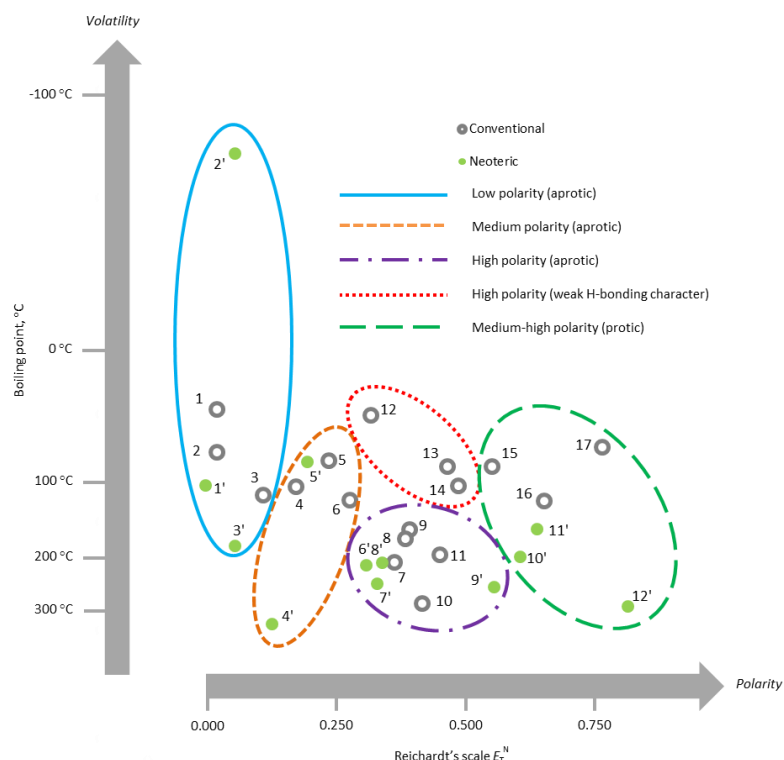 Volatility
-100 °C
Conventional
Neoteric
2'
Low polarity (aprotic)
Medium polarity (aprotic)
High polarity (aprotic)
High polarity (weak H-bonding character)
Medium-high polarity (protic)
Boiling point, °C
0 °C
1
12
2
13
15
17
5
5'
100 °C
1'
3
4
14
16
6
9
8
11'
3'
6'
8'
7
11
10'
200 °C
7'
9'
10
12'
300 °C
4'
Polarity
0.000
0.250
0.500
0.750
Reichardt's scale E_T^N